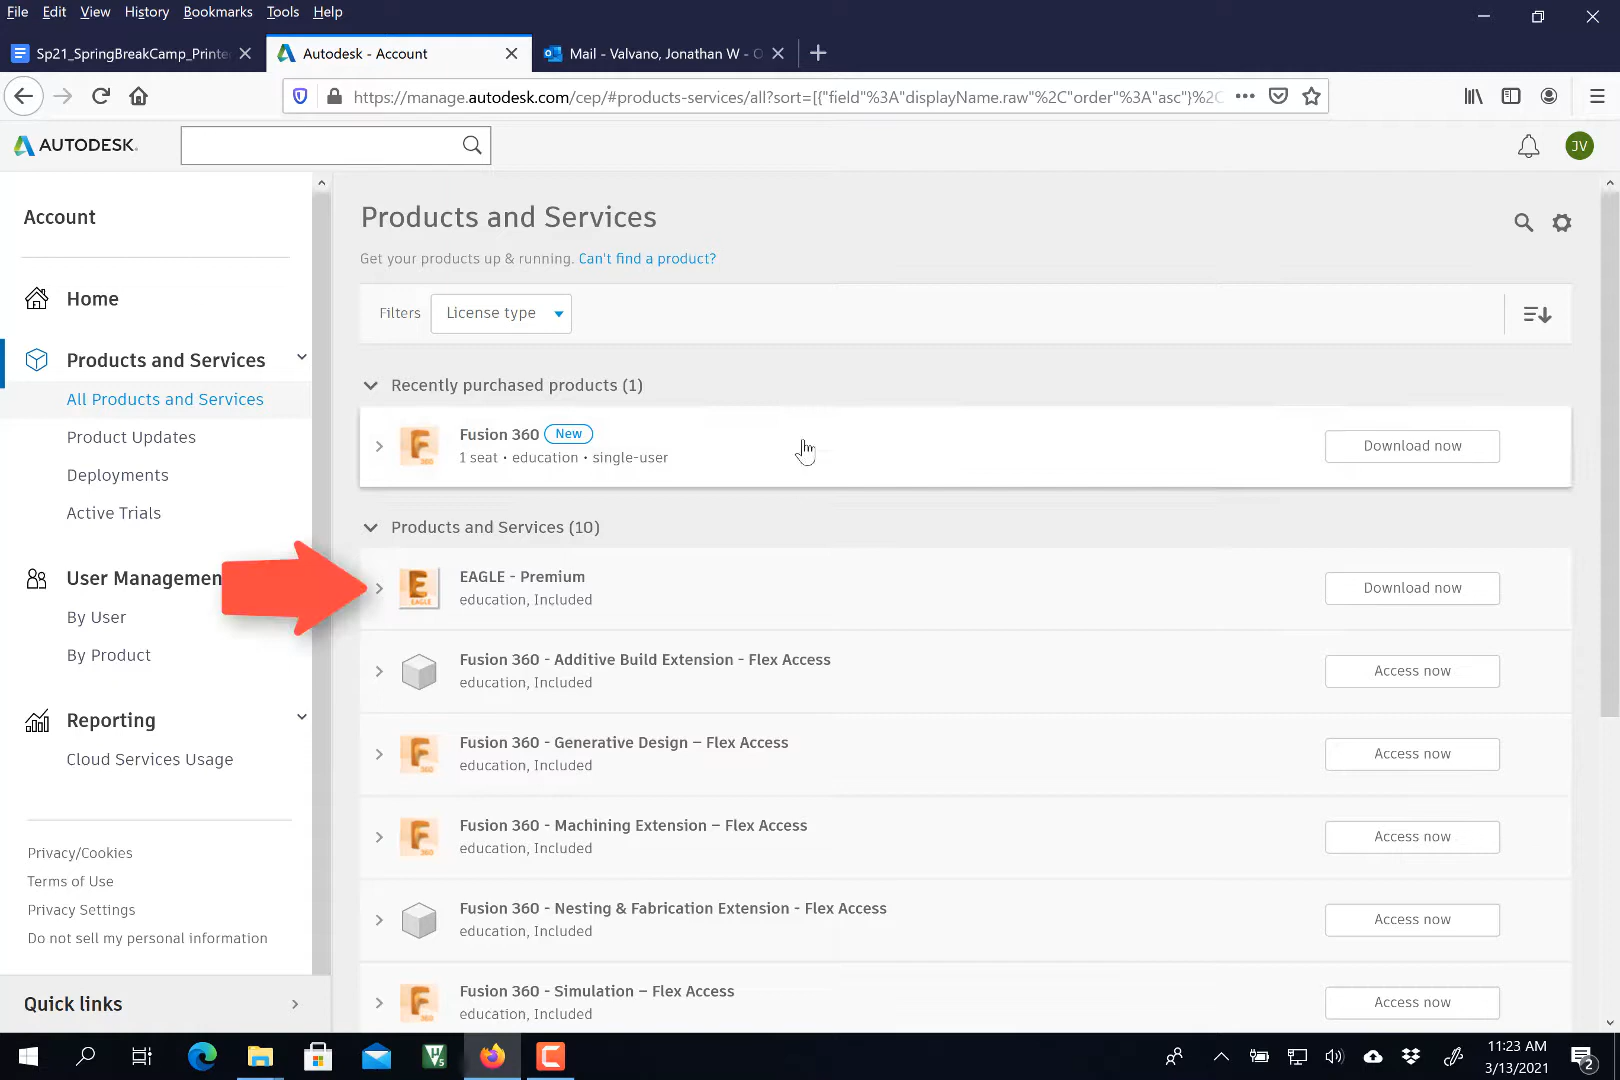 File Edit View History Bookmarks Tools Help
Sp21_SpringBreakCamp_Printe
Autodesk - Account
Mail - Valvano, Jonathan W - O
https://manage.autodesk.com/cep/#products-services/all?sort=[{"field"%3A"displayName.raw"%2C"order"%3A"asc"}%2C
AUTODESK.
JV
Account
Home
Products and Services
All Products and Services
Product Updates
Deployments
Active Trials
User Managemen
By User
By Product
Reporting
Cloud Services Usage
Privacy/Cookies
Terms of Use
Privacy Settings
Do not sell my personal information
Quick links
Products and Services
Get your products up & running. Can't find a product?
Filters License type
Recently purchased products (1)
F 360
Fusion 360 New
1 seat • education • single-user
Download now
Products and Services (10)
E EAGLE
EAGLE - Premium
education, Included
Download now
Fusion 360 - Additive Build Extension - Flex Access
education, Included
Access now
F 360
Fusion 360 - Generative Design – Flex Access
education, Included
Access now
F 360
Fusion 360 - Machining Extension – Flex Access
education, Included
Access now
Fusion 360 - Nesting & Fabrication Extension - Flex Access
education, Included
Access now
F 360
Fusion 360 - Simulation – Flex Access
education, Included
Access now
11:23 AM
3/13/2021
2